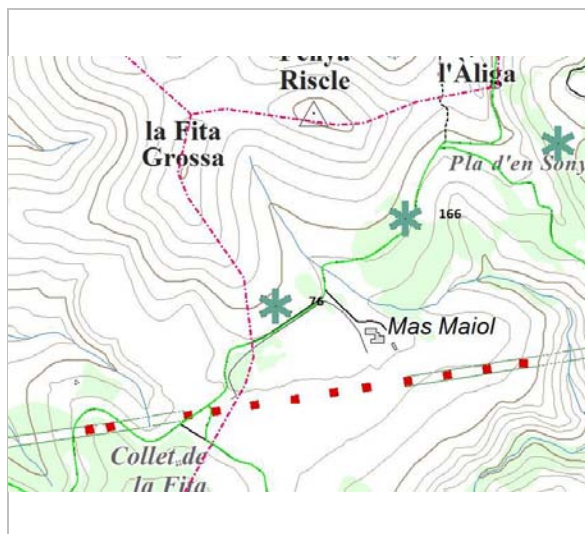 Penya
Riscle
l'Àliga
la Fita
Grossa
Pla d'en Sony
166
76
Mas Maiol
Collet de
la Fita